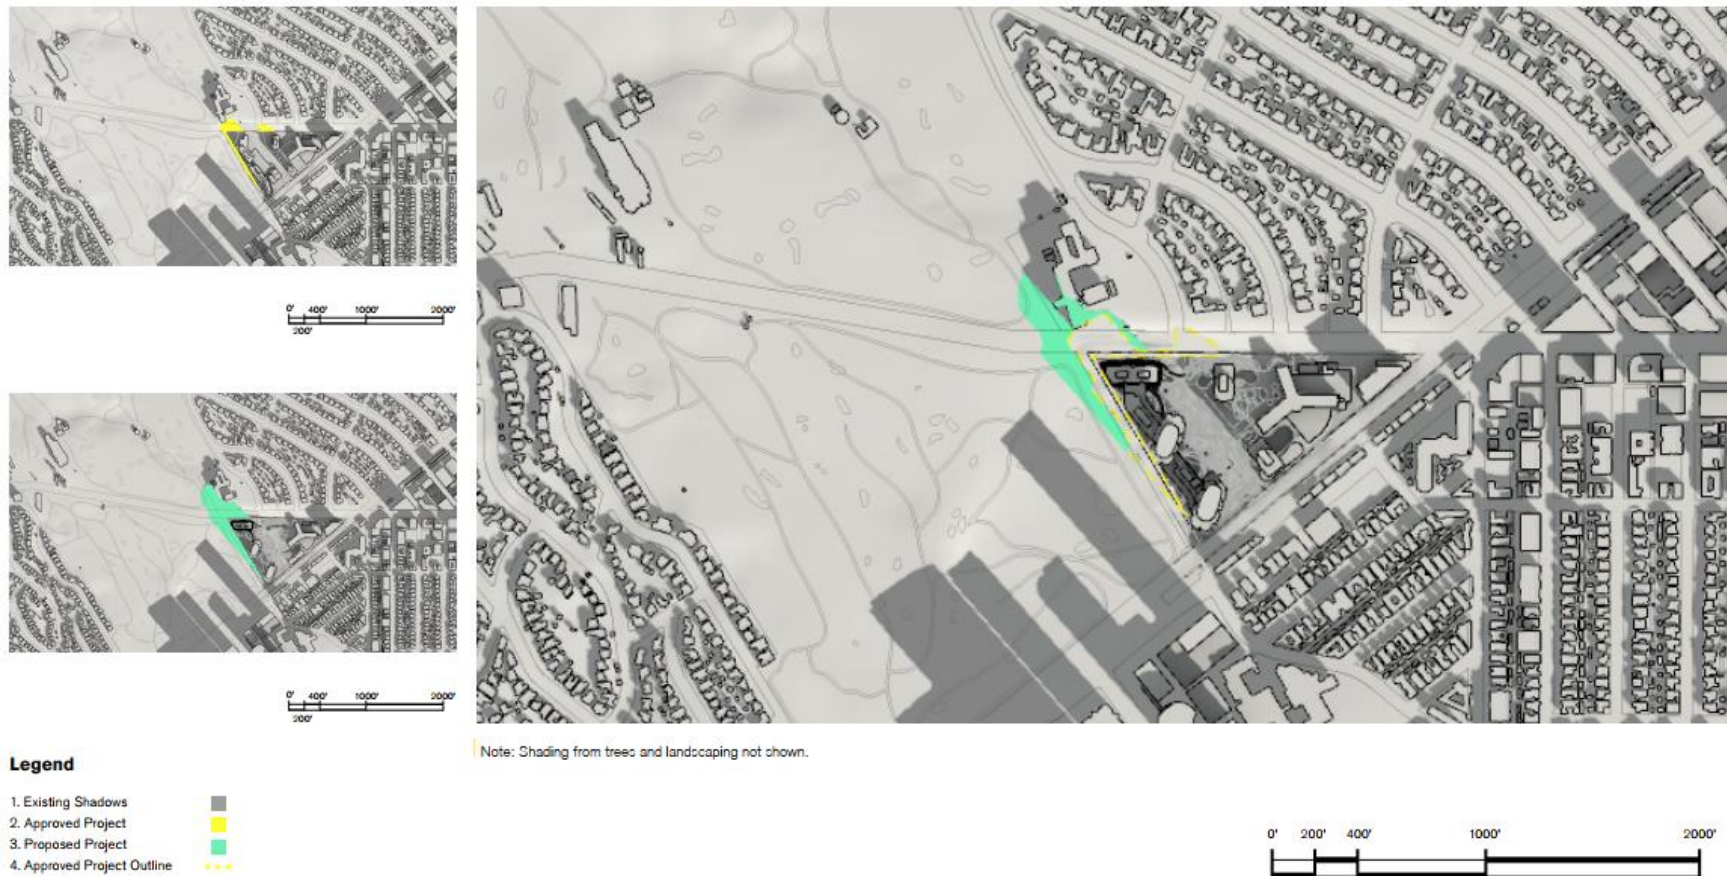 0' 400' 1000' 2000'
200'
0' 400' 1000' 2000'
200'
Note: Shading from trees and landscaping not shown.
Legend
1. Existing Shadows
2. Approved Project
3. Proposed Project
4. Approved Project Outline
0' 200' 400' 1000' 2000'